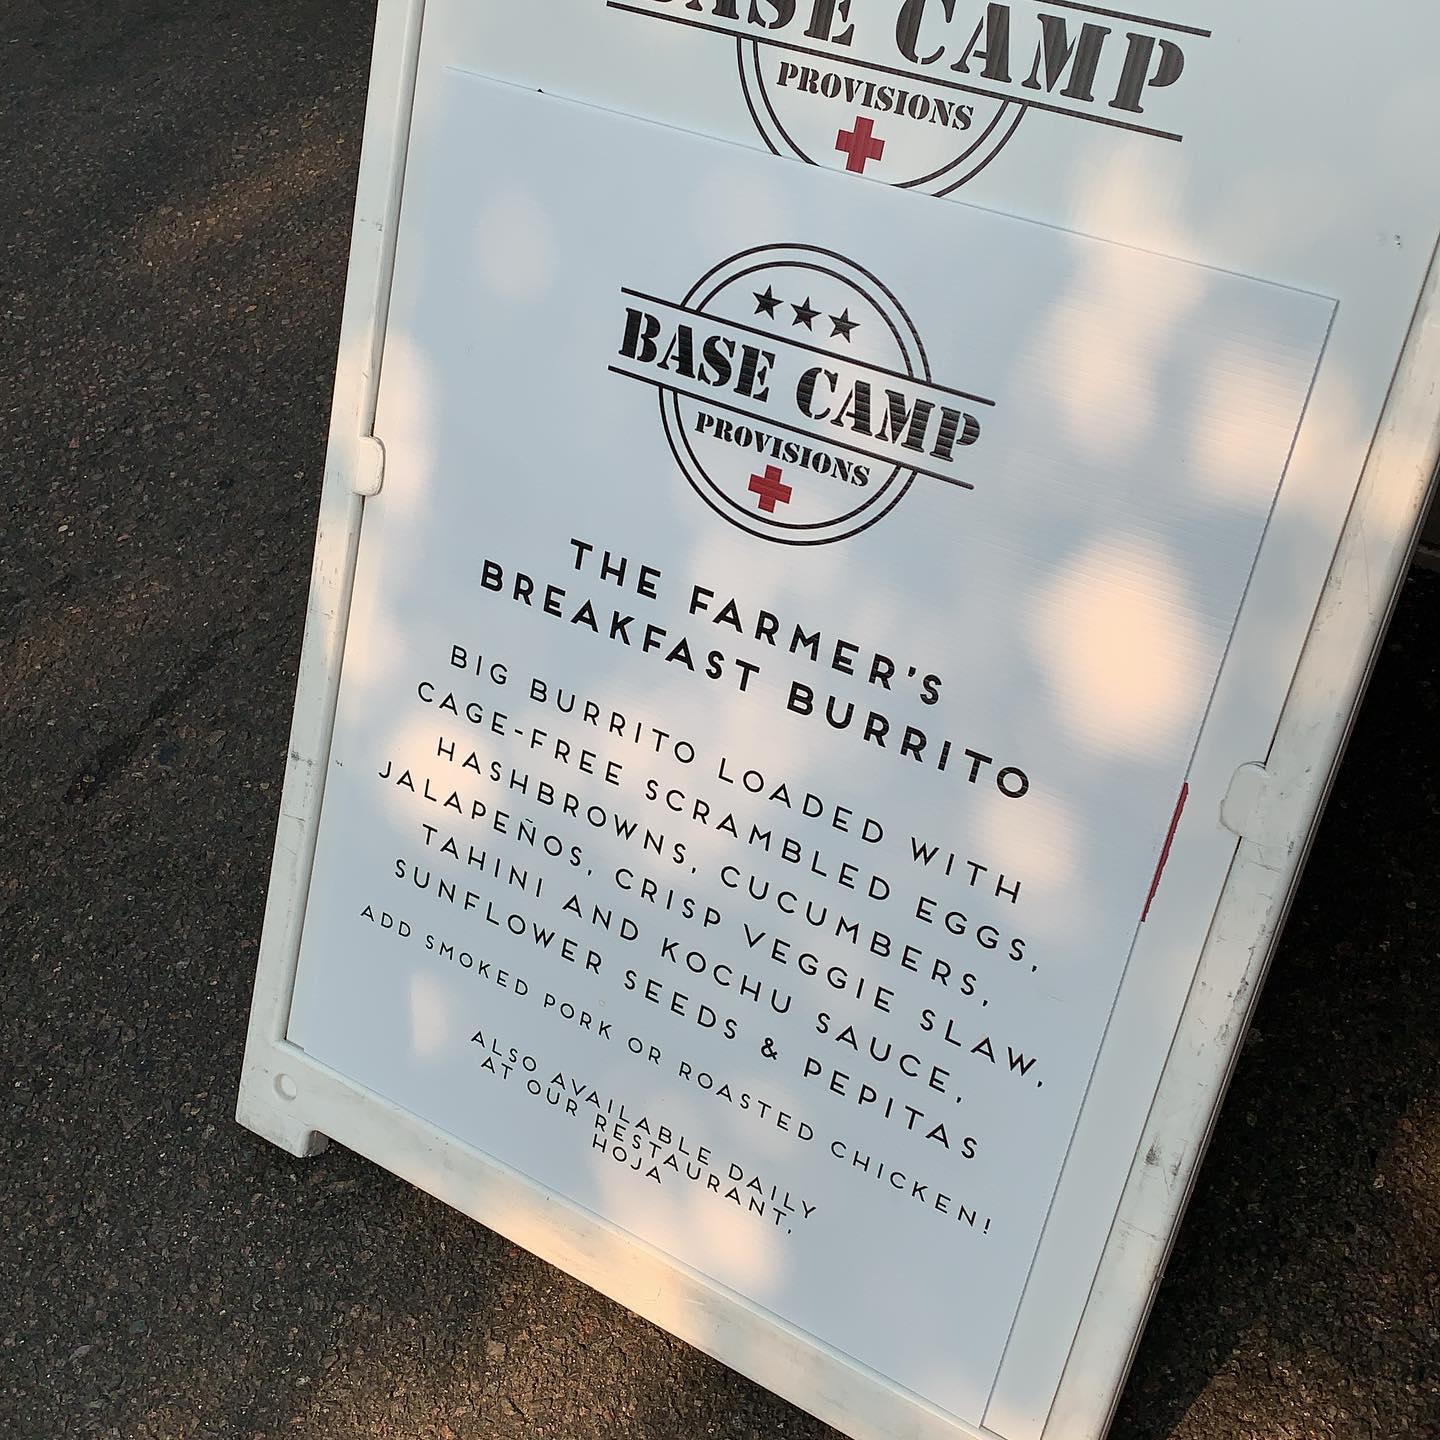 BASE CAMP
PROVISIONS
BASE CAMP
PROVISIONS
THE FARMER'S
BREAKFAST BURRITO
BIG BURRITO LOADED WITH
CAGE-FREE SCRAMBLED EGGS,
HASHBROWNS, CUCUMBERS,
JALAPEÑOS, CRISP VEGGIE SLAW,
TAHINI AND KOCHU SAUCE,
SUNFLOWER SEEDS & PEPITAS
ADD SMOKED PORK OR ROASTED CHICKEN!
ALSO AVAILABLE DAILY
AT OUR RESTAURANT,
HOJA